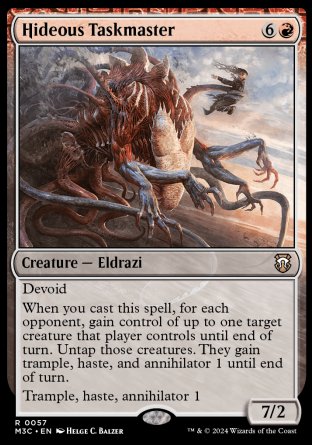 Hideous Taskmaster 6
Creature — Eldrazi
Devoid
When you cast this spell, for each
opponent, gain control of up to one target
creature that player controls until end of
turn. Untap those creatures. They gain
trample, haste, and annihilator 1 until
end of turn.
Trample, haste, annihilator 1
7/2
R 0057
M3C • EN Helge C. Balzer ™ & © 2024 Wizards of the Coast